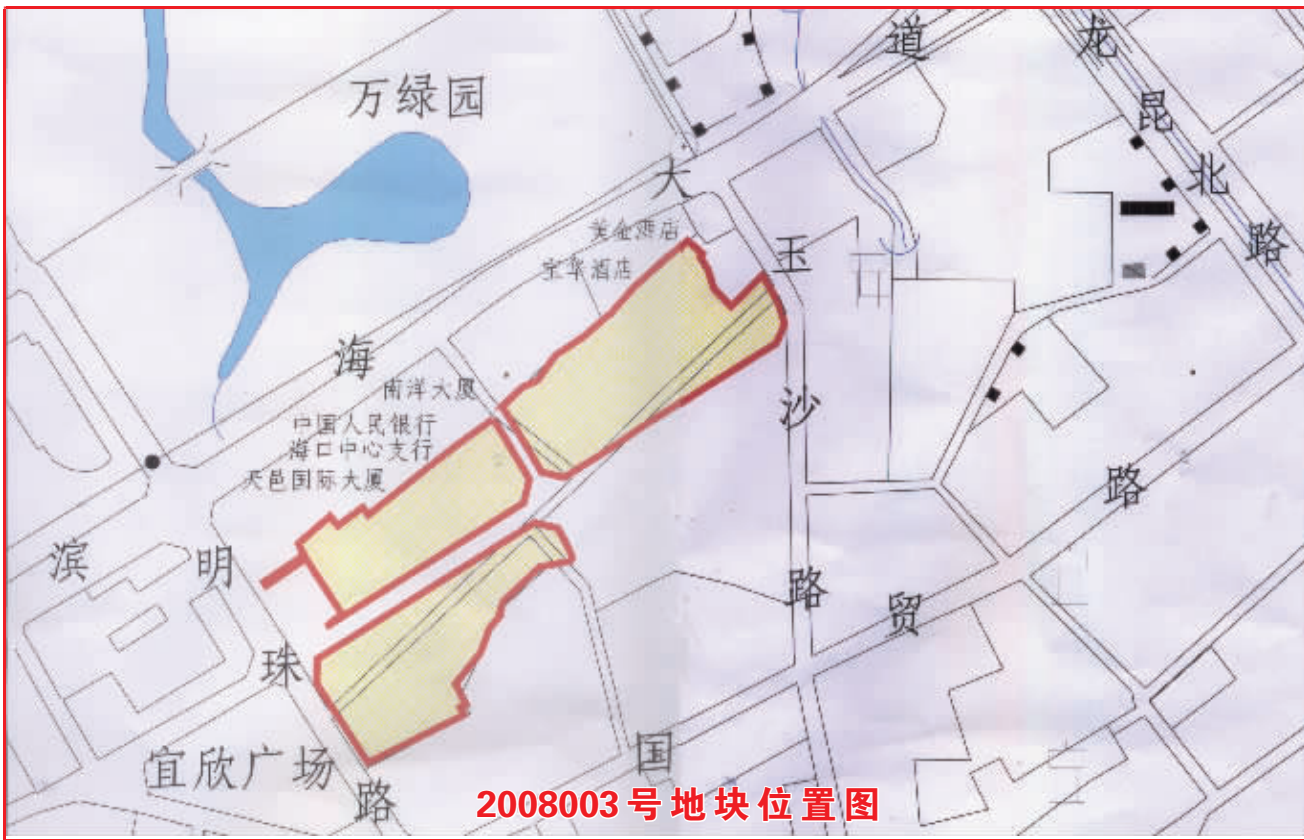 万绿园
滨海大道
龙昆北路
美金酒店
宝华酒店
玉沙路
南洋大厦
中国人民银行
海口中心支行
天邑国际大厦
明珠路
国贸路
宜欣广场
2008003号地块位置图